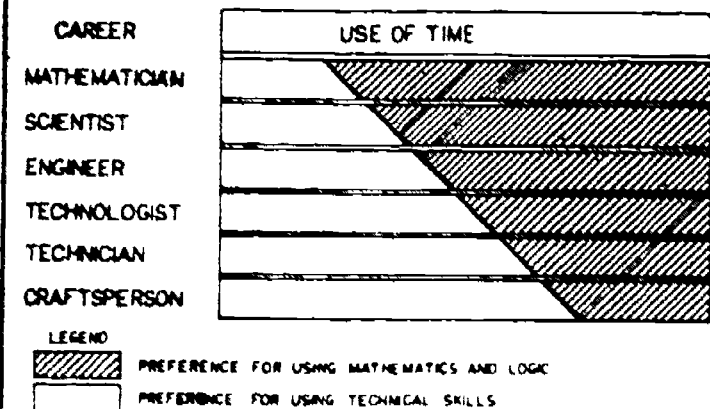 CAREER USE OF TIME
MATHEMATICIAN
SCIENTIST
ENGINEER
TECHNOLOGIST
TECHNICIAN
CRAFTSPERSON
LEGEND
PREFERENCE FOR USING MATHEMATICS AND LOGIC
PREFERENCE FOR USING TECHNICAL SKILLS